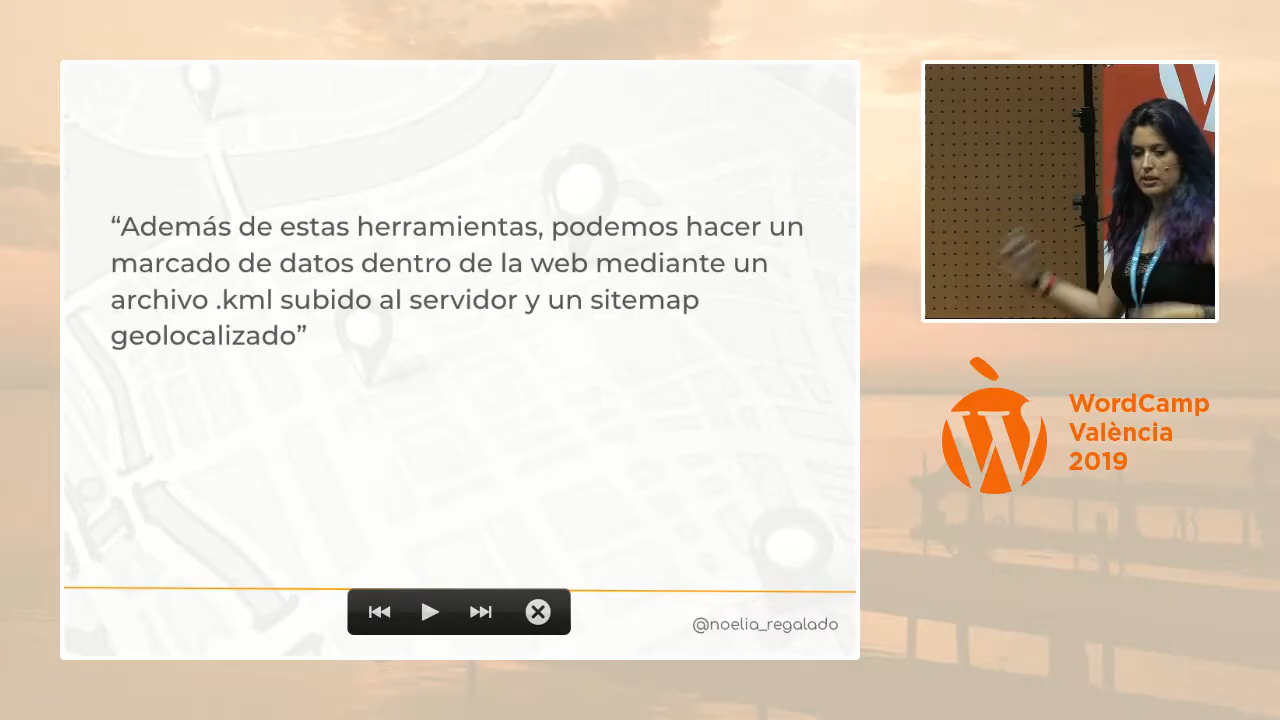 “Además de estas herramientas, podemos hacer un
marcado de datos dentro de la web mediante un
archivo .kml subido al servidor y un sitemap
geolocalizado”
@noelia_regalado
WordCamp
València
2019